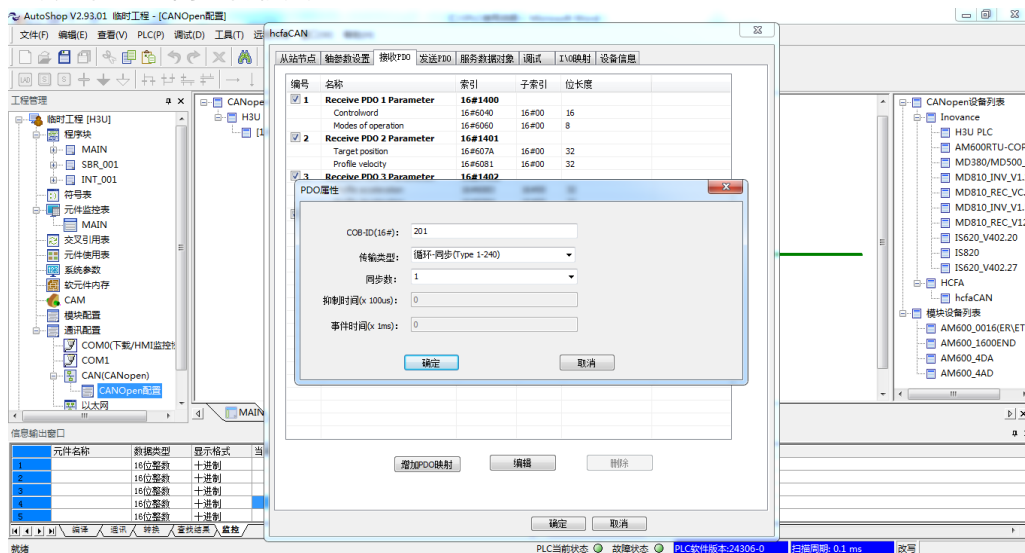 AutoShop V2.93.01 临时工程 - [CANOpen配置]
文件(F) 编辑(E) 查看(V) PLC(P) 调试(D) 工具(T) 远
hcfaCAN
从站节点 轴参数设置 接收PDO 发送PDO 服务数据对象 调试 I\O映射 设备信息
编号 名称 索引 子索引 位长度
1 Receive PDO 1 Parameter 16#1400
Controlword 16#6040 16#00 16
Modes of operation 16#6060 16#00 8
2 Receive PDO 2 Parameter 16#1401
Target position 16#607A 16#00 32
Profile velocity 16#6081 16#00 32
3 Receive PDO 3 Parameter 16#1402
PDO属性
COB-ID(16#): 201
传输类型: 循环-同步(Type 1-240)
同步数: 1
抑制时间(x 100us): 0
事件时间(x 1ms): 0
确定 取消
增加PDO映射 编辑 删除
确定 取消
工程管理
临时工程 [H3U]
程序块
MAIN
SBR_001
INT_001
符号表
元件监控表
MAIN
交叉引用表
元件使用表
系统参数
软元件内存
CAM
模块配置
通讯配置
COM0(下载/HMI监控
COM1
CAN(CANopen)
CANOpen配置
以太网
CANOpe
H3U
[1
MAIN
CANOpen设备列表
Inovance
H3U PLC
AM600RTU-COP
MD380/MD500_
MD810_INV_V1.
MD810_REC_VC.
MD810_INV_V1.
MD810_REC_V12
IS620_V402.20
IS820
IS620_V402.27
HCFA
hcfaCAN
模块设备列表
AM600_0016(ER\ET
AM600_1600END
AM600_4DA
AM600_4AD
信息输出窗口
元件名称 数据类型 显示格式 当
1 16位整数 十进制
2 16位整数 十进制
3 16位整数 十进制
4 16位整数 十进制
5 16位整数 十进制
编译 通讯 转换 查找结果 监控
就绪 PLC当前状态 故障状态 PLC软件版本:24306-0 扫描周期: 0.1 ms 改写